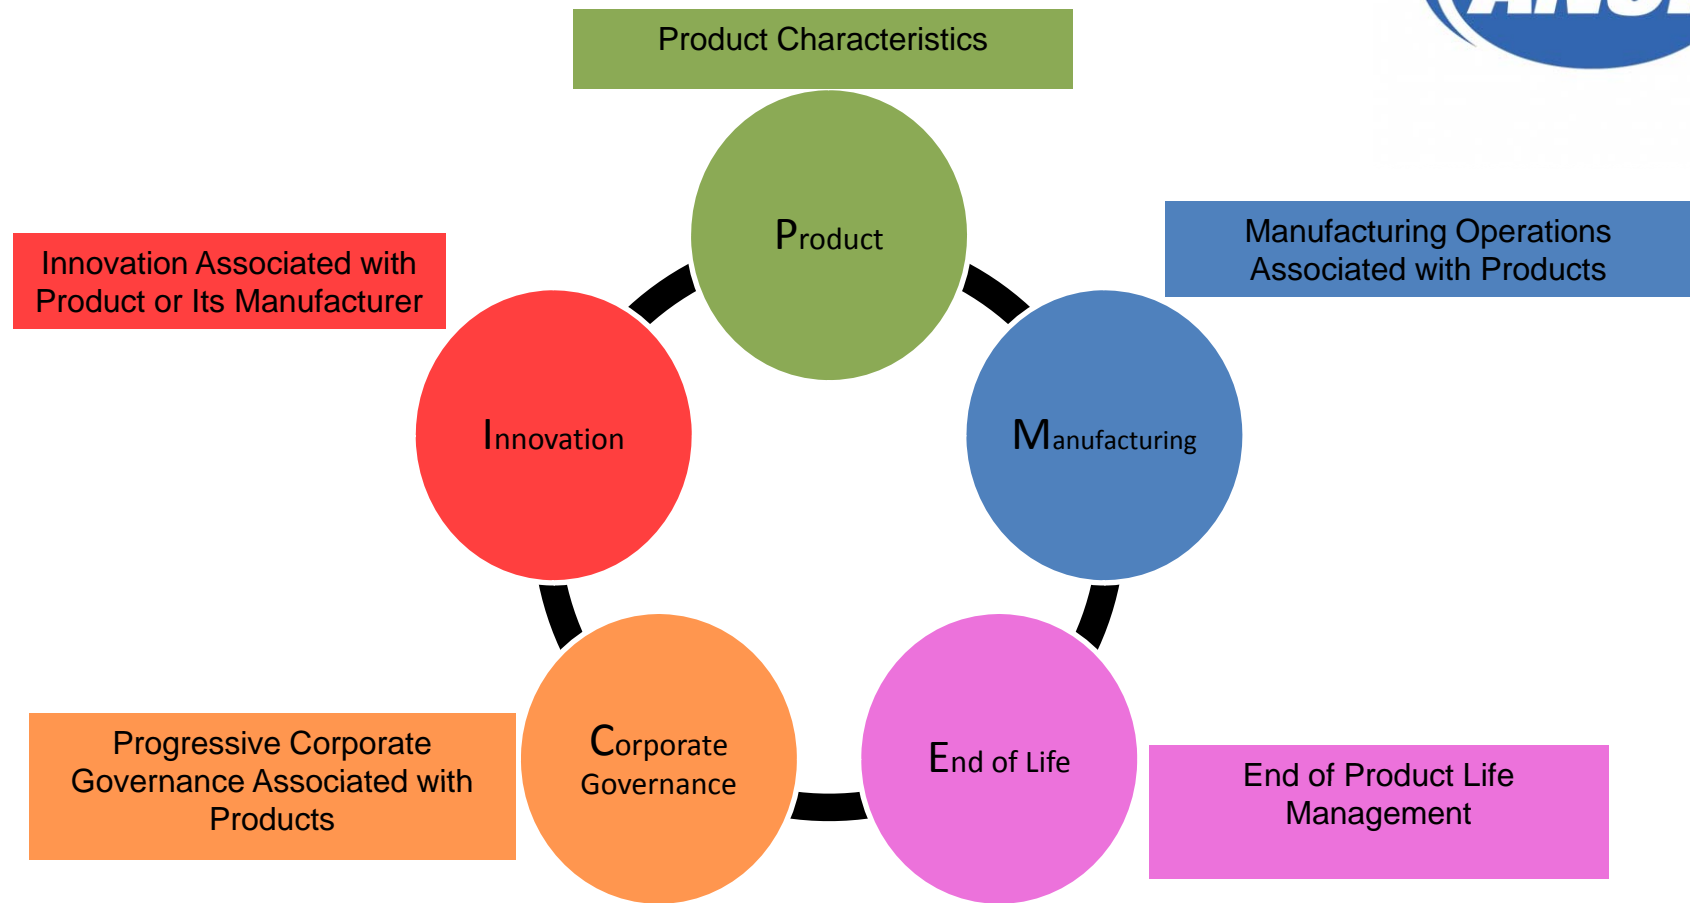 Product Characteristics
Product
Manufacturing Operations
Associated with Products
Innovation Associated with
Product or Its Manufacturer
Innovation
Manufacturing
Corporate
Governance
End of Life
Progressive Corporate
Governance Associated with
Products
End of Product Life
Management